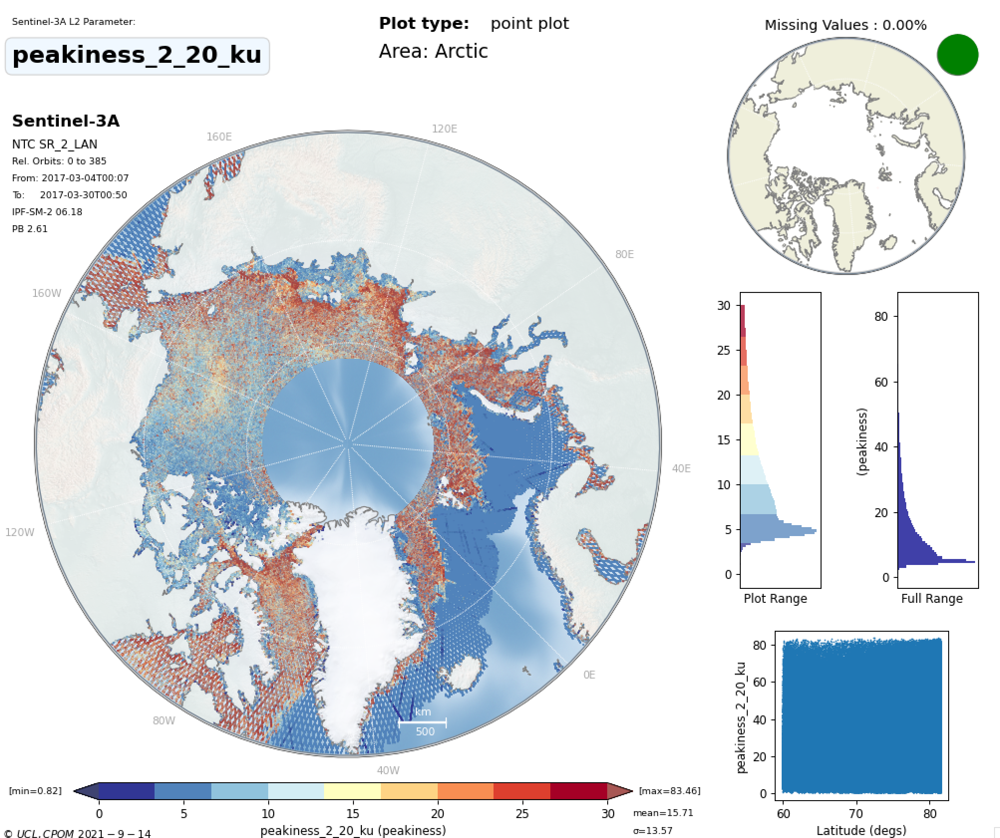 Sentinel-3A L2 Parameter:
peakiness_2_20_ku
Plot type: point plot
Area: Arctic
Missing Values : 0.00%
Sentinel-3A
NTC SR_2_LAN
Rel. Orbits: 0 to 385
From: 2017-03-04T00:07
To: 2017-03-30T00:50
IPF-SM-2 06.18
PB 2.61
160E
120E
80E
160W
40E
120W
0E
80W
40W
km
500
30
25
20
15
10
5
0
Plot Range
(peakiness)
80
60
40
20
0
Full Range
peakiness_2_20_ku
80
60
40
20
0
60 70 80
Latitude (degs)
[min=0.82]
[max=83.46]
0 5 10 15 20 25 30
mean=15.71
peakiness_2_20_ku (peakiness)
σ=13.57
© UCL,CPOM 2021 − 9 − 14